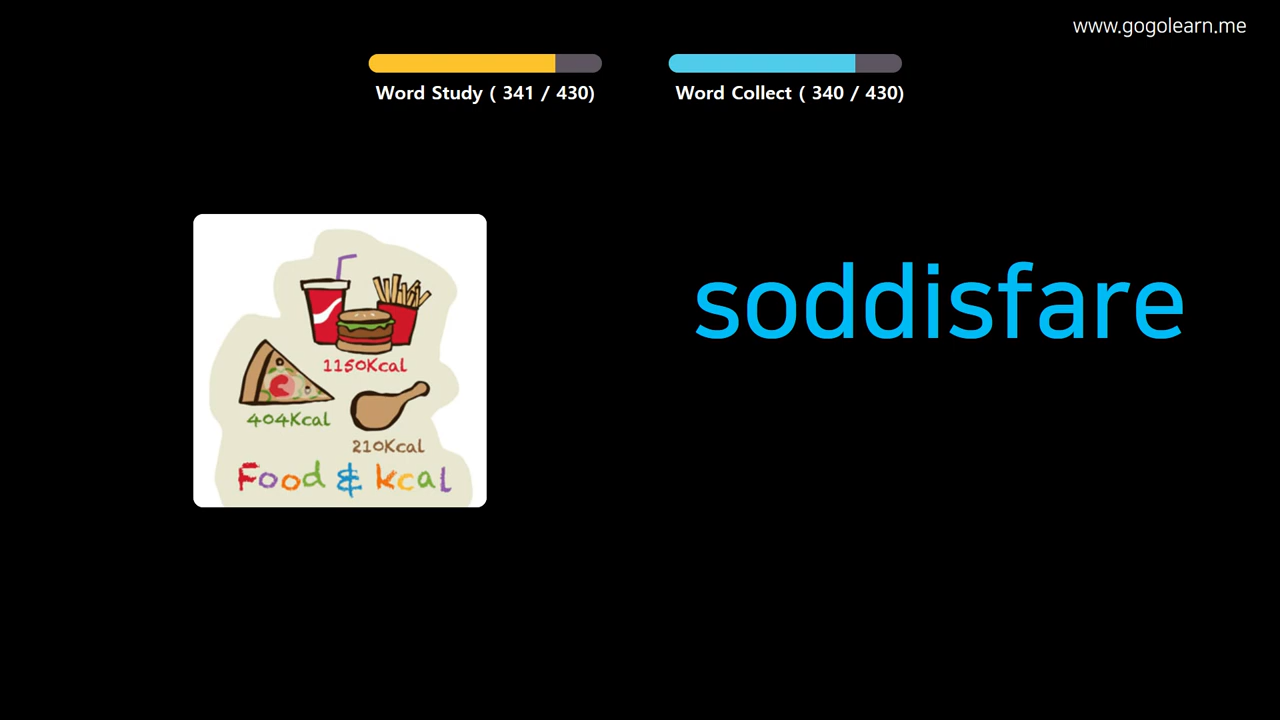 www.gogolearn.me
Word Study ( 341 / 430)
Word Collect ( 340 / 430)
soddisfare
1150Kcal
404Kcal
210Kcal
Food & kcal